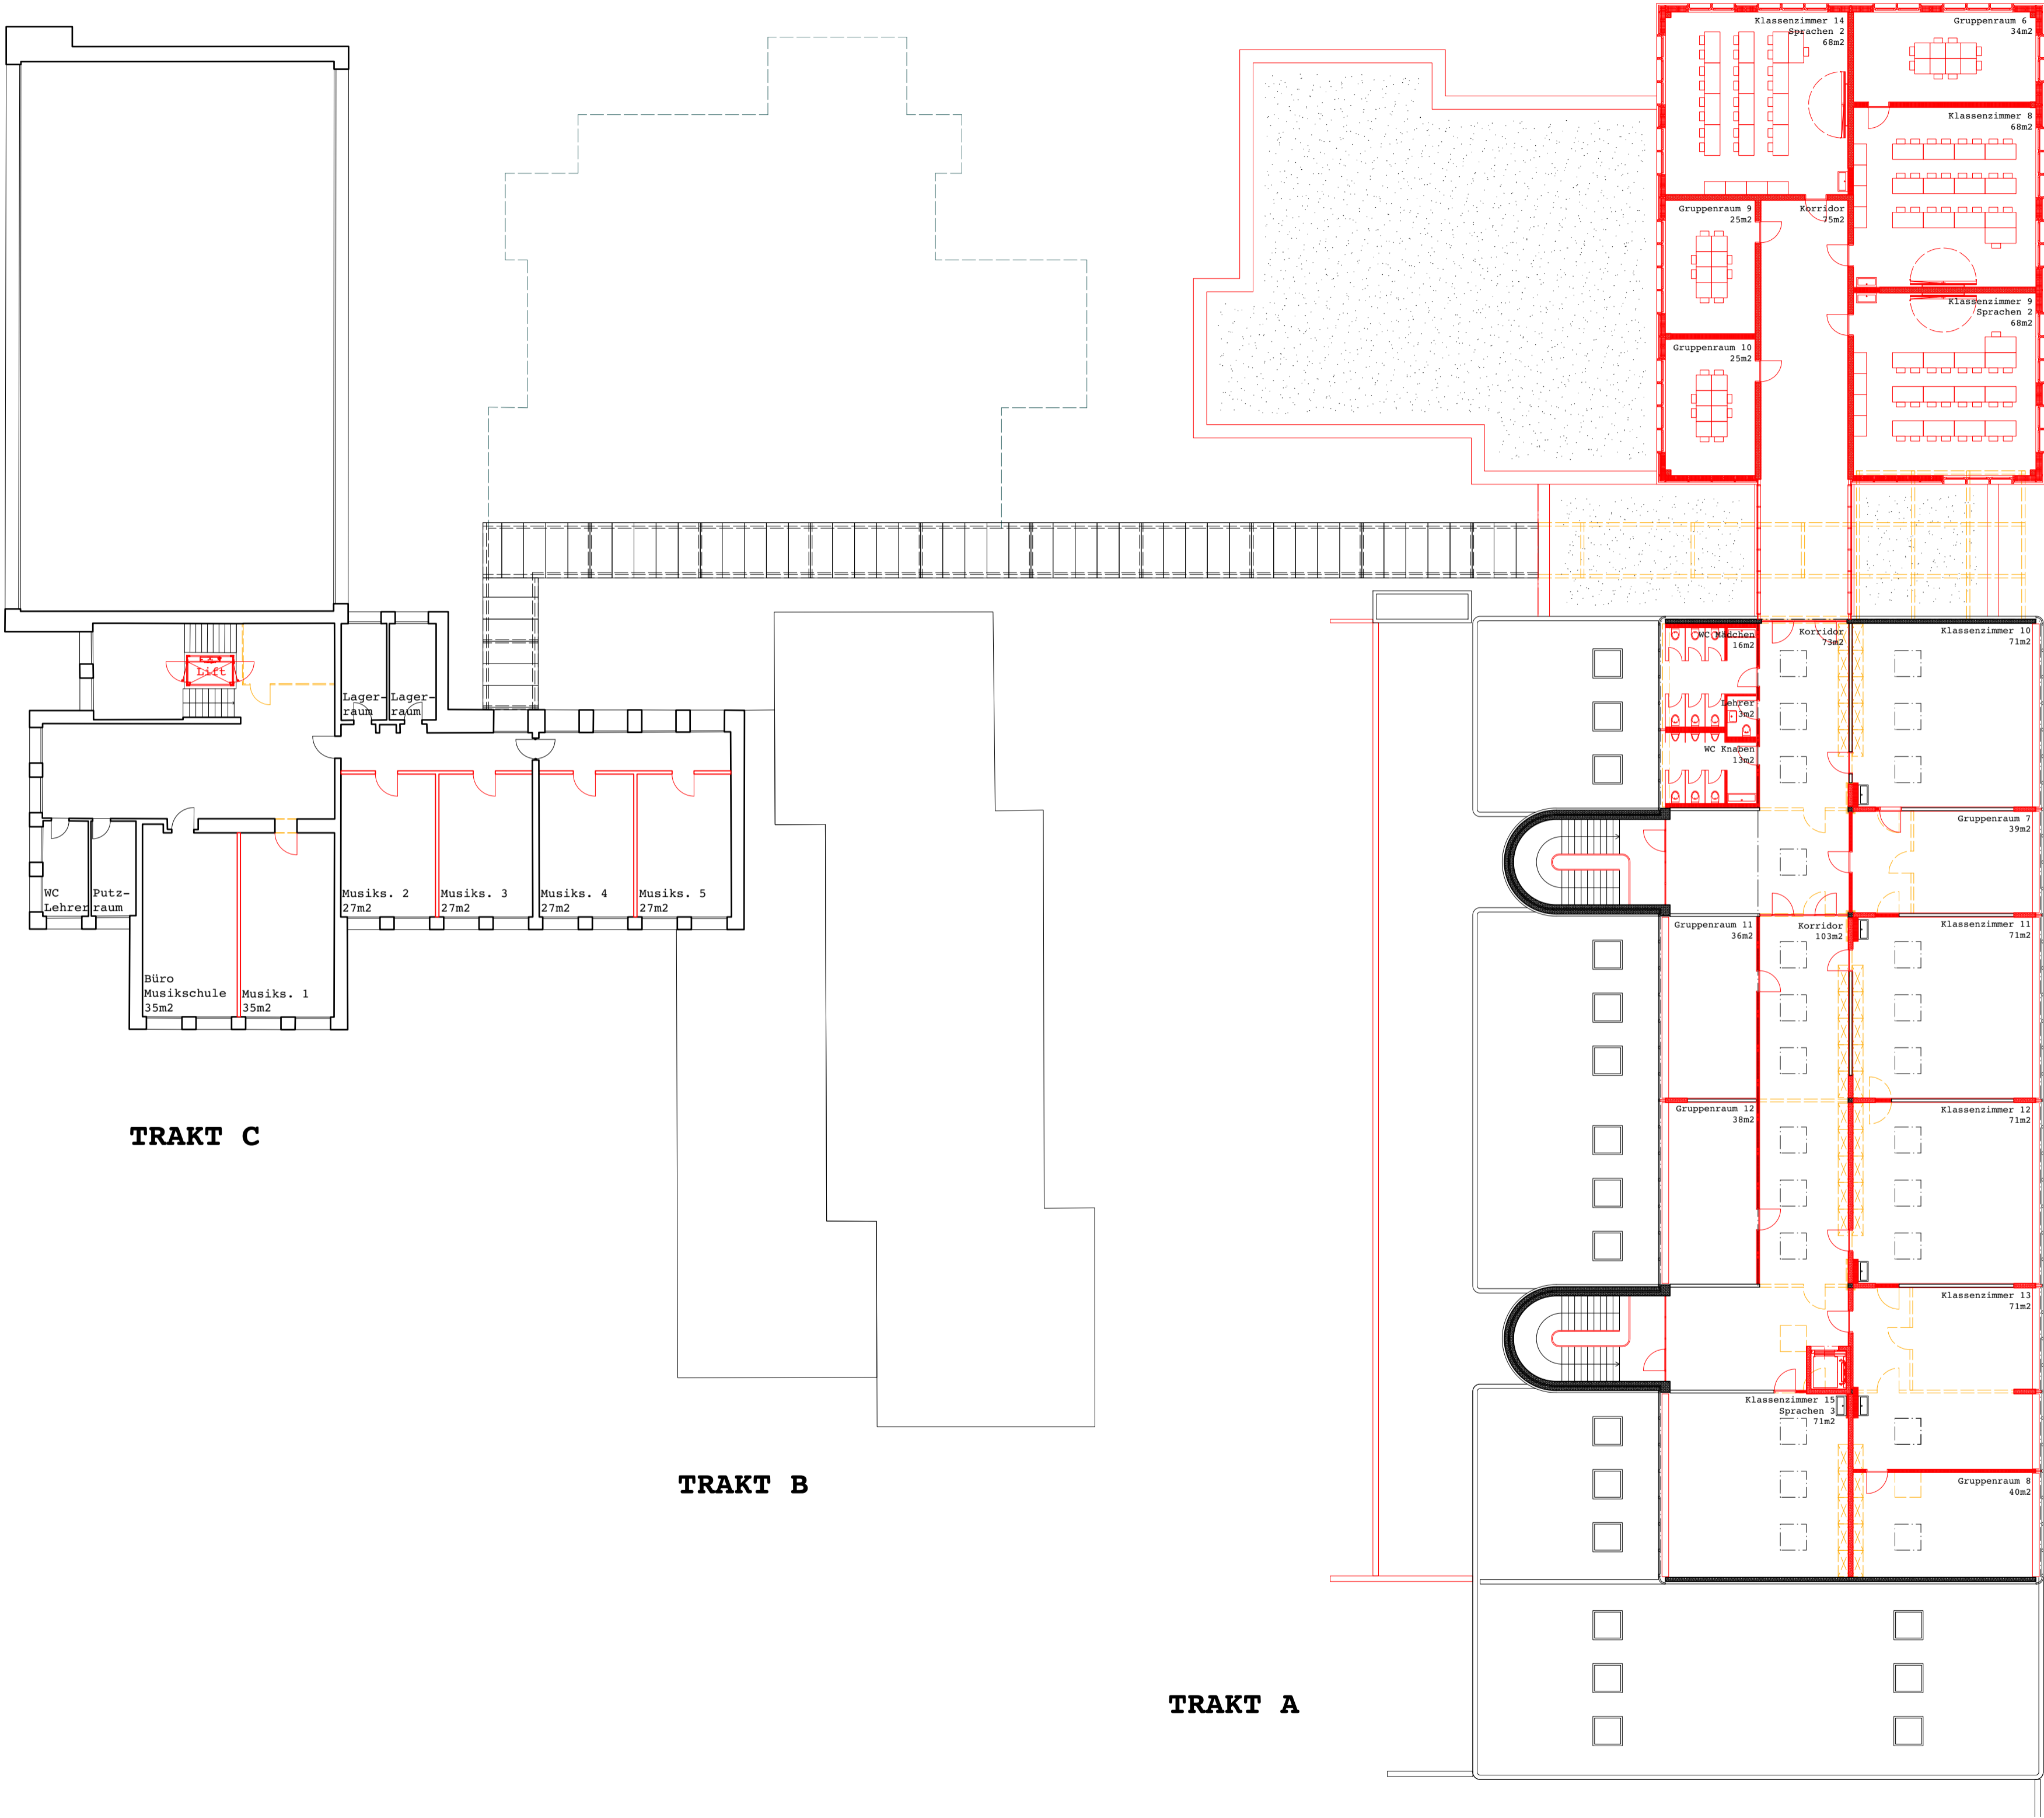 Klassenzimmer 14
Sprachen 2
68m2
Gruppenraum 6
34m2
Klassenzimmer 8
68m2
Gruppenraum 9
25m2
Korridor
75m2
Klassenzimmer 9
Sprachen 2
68m2
Gruppenraum 10
25m2
WC Mädchen
16m2
Korridor
73m2
Klassenzimmer 10
71m2
Lehrer
3m2
WC Knaben
13m2
Gruppenraum 7
39m2
Gruppenraum 11
36m2
Korridor
103m2
Klassenzimmer 11
71m2
Gruppenraum 12
38m2
Klassenzimmer 12
71m2
Klassenzimmer 13
71m2
Klassenzimmer 15
Sprachen 3
71m2
Gruppenraum 8
40m2
Lift
Lager-
raum
Lager-
raum
WC
Lehrer
Putz-
raum
Musiks. 2
27m2
Musiks. 3
27m2
Musiks. 4
27m2
Musiks. 5
27m2
Büro
Musikschule
35m2
Musiks. 1
35m2
TRAKT C
TRAKT B
TRAKT A